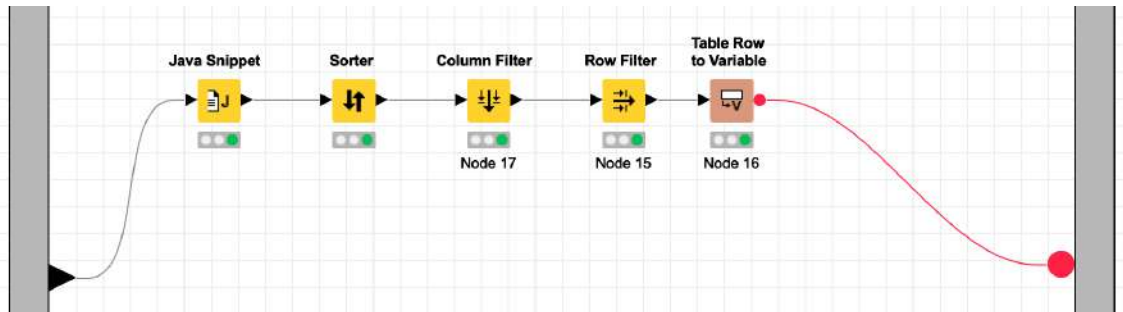 Java Snippet
Sorter
Column Filter
Row Filter
Table Row
to Variable
J
V
Node 17
Node 15
Node 16